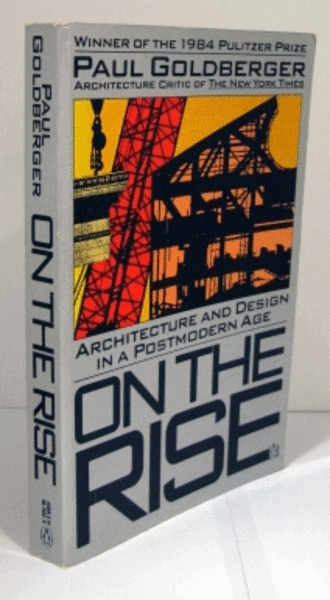 WINNER OF THE 1984 PULITZER PRIZE
PAUL GOLDBERGER
ARCHITECTURE CRITIC OF THE NEW YORK TIMES
ARCHITECTURE AND DESIGN
IN A POSTMODERN AGE
ON THE
RISE
PAUL
GOLDBERGER
ON THE RISE